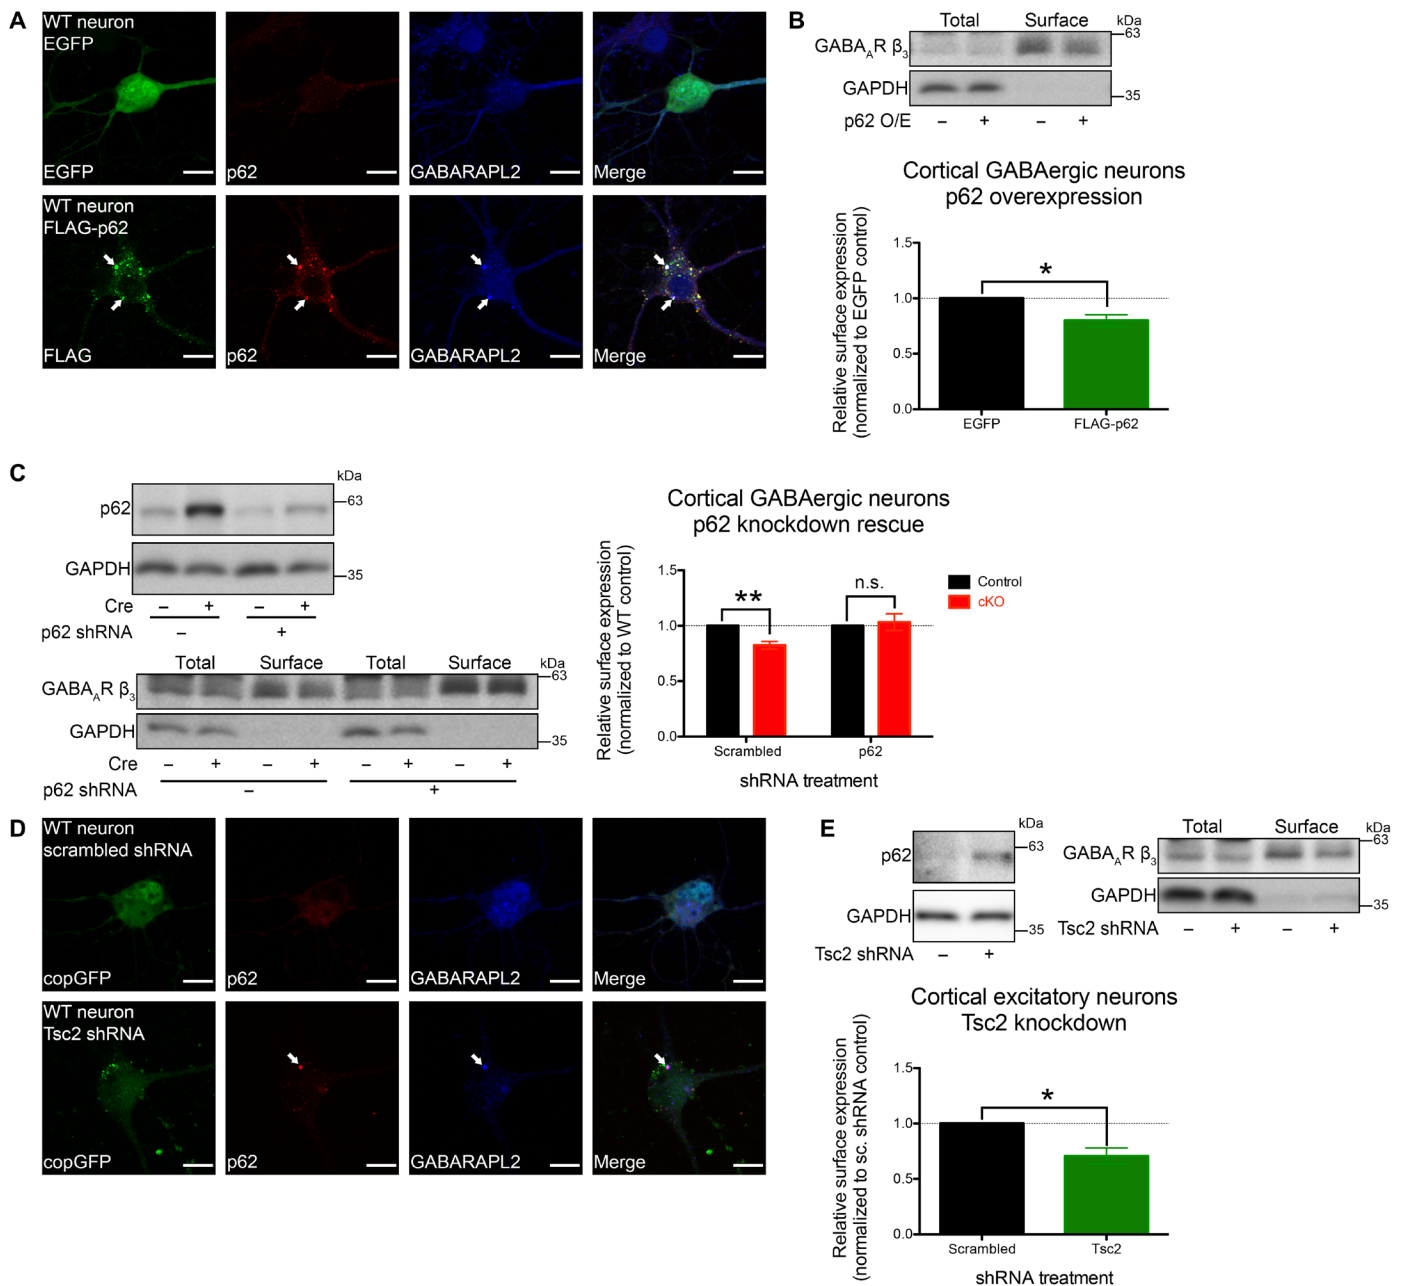 A
WT neuron
EGFP
EGFP
p62
GABARAPL2
Merge
WT neuron
FLAG-p62
FLAG
p62
GABARAPL2
Merge
B
Total Surface kDa
GABAAR β3
63
GAPDH
35
p62 O/E – + – +
Cortical GABAergic neurons
p62 overexpression
Relative surface expression
(normalized to EGFP control)
1.5
1.0
0.5
0.0
*
EGFP FLAG-p62
C
kDa
p62
63
GAPDH
35
Cre – + – +
p62 shRNA – +
Total Surface Total Surface kDa
GABAAR β3
63
GAPDH
35
Cre – + – + – + – +
p62 shRNA – +
Cortical GABAergic neurons
p62 knockdown rescue
Relative surface expression
(normalized to WT control)
1.5
1.0
0.5
0.0
**
n.s.
Control
cKO
Scrambled p62
shRNA treatment
D
WT neuron
scrambled shRNA
copGFP
p62
GABARAPL2
Merge
WT neuron
Tsc2 shRNA
copGFP
p62
GABARAPL2
Merge
E
kDa
p62
63
GAPDH
35
Tsc2 shRNA – +
Total Surface kDa
GABAAR β3
63
GAPDH
35
Tsc2 shRNA – + – +
Cortical excitatory neurons
Tsc2 knockdown
Relative surface expression
(normalized to sc. shRNA control)
1.5
1.0
0.5
0.0
*
Scrambled Tsc2
shRNA treatment